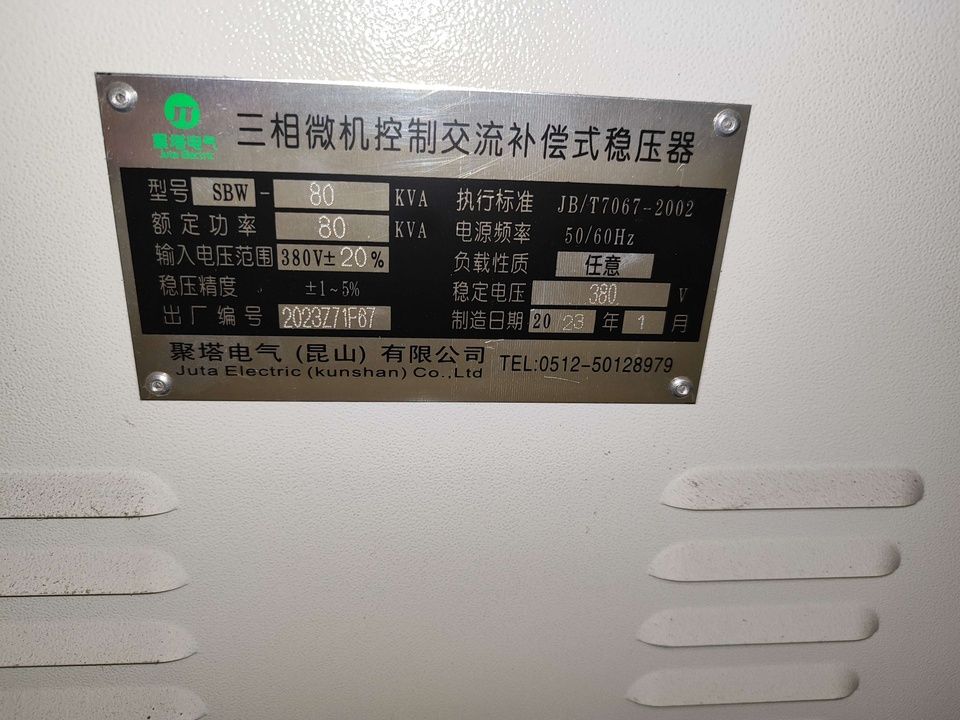 JU
聚塔电气
Juta Electric
三相微机控制交流补偿式稳压器
型号 SBW - 80 KVA 执行标准 JB/T7067-2002
额定功率 80 KVA 电源频率 50/60Hz
输入电压范围 380V± 20% 负载性质 任意
稳压精度 ±1~5% 稳定电压 380 V
出厂编号 2023Z71F67 制造日期 20 23 年 1 月
聚塔电气(昆山)有限公司 TEL:0512-50128979
Juta Electric (kunshan) Co.,Ltd